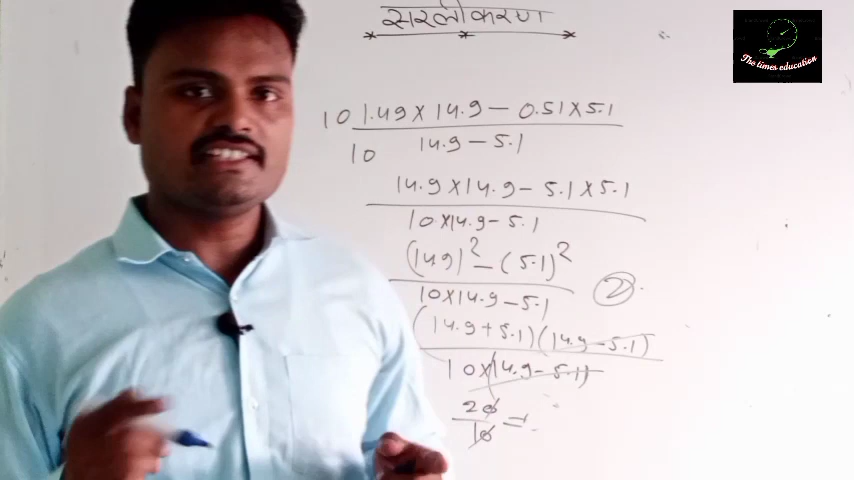 सरलीकरण
The times education
10 1.49 × 14.9 - 0.51 × 5.1
10 14.9 - 5.1
14.9 × 14.9 - 5.1 × 5.1
10 × 14.9 - 5.1
(14.9)² - (5.1)²
10 × 14.9 - 5.1
2
(14.9 + 5.1) (14.9 - 5.1)
10 × (14.9 - 5.1)
20
10 =